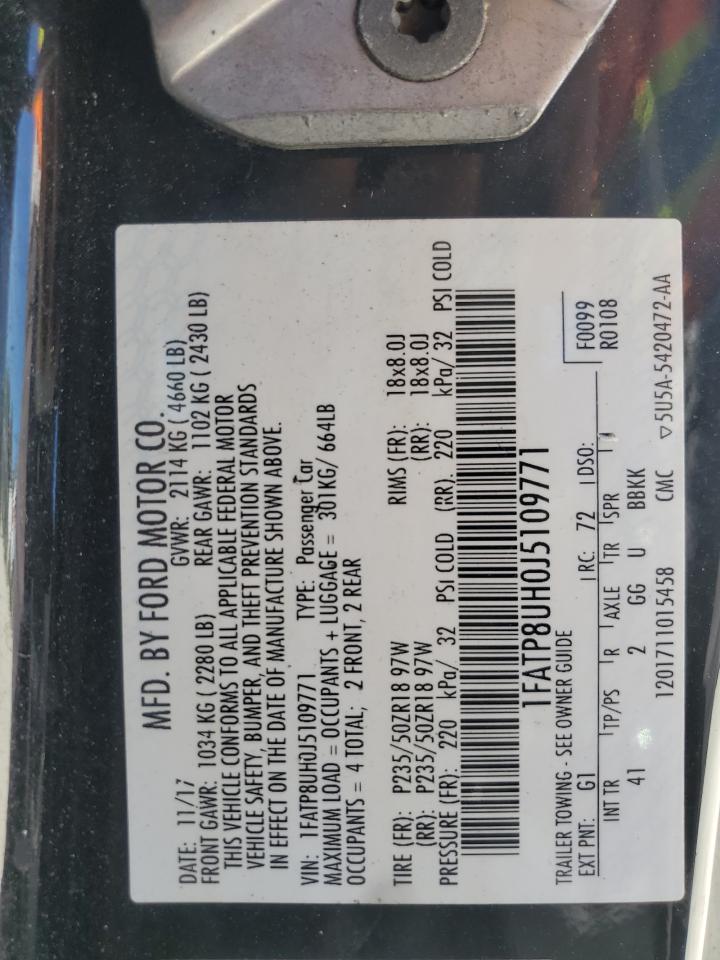 MFD. BY FORD MOTOR CO.
DATE: 11/17 GVWR: 2114 KG ( 4660 LB)
FRONT GAWR: 1034 KG ( 2280 LB) REAR GAWR: 1102 KG ( 2430 LB)
THIS VEHICLE CONFORMS TO ALL APPLICABLE FEDERAL MOTOR
VEHICLE SAFETY, BUMPER, AND THEFT PREVENTION STANDARDS
IN EFFECT ON THE DATE OF MANUFACTURE SHOWN ABOVE.
VIN: 1FATP8UH0J5109771 TYPE: Passenger Car
MAXIMUM LOAD = OCCUPANTS + LUGGAGE = 301KG/ 664LB
OCCUPANTS = 4 TOTAL; 2 FRONT, 2 REAR
TIRE (FR): P235/50ZR18 97W RIMS (FR): 18x8.0J
(RR): P235/50ZR18 97W (RR): 18x8.0J
PRESSURE (FR): 220 kPa/ 32 PSI COLD (RR). 220 kPa/ 32 PSI COLD
1FATP8UH0J5109771
TRAILER TOWING - SEE OWNER GUIDE F0099
EXT PNT: G1 RC: 72 DSO: R0108
INT TR TP/PS R AXLE TR SPR
41 2 GG U BBKK
1201711015458 CMC ▽5U5A-5420472-AA